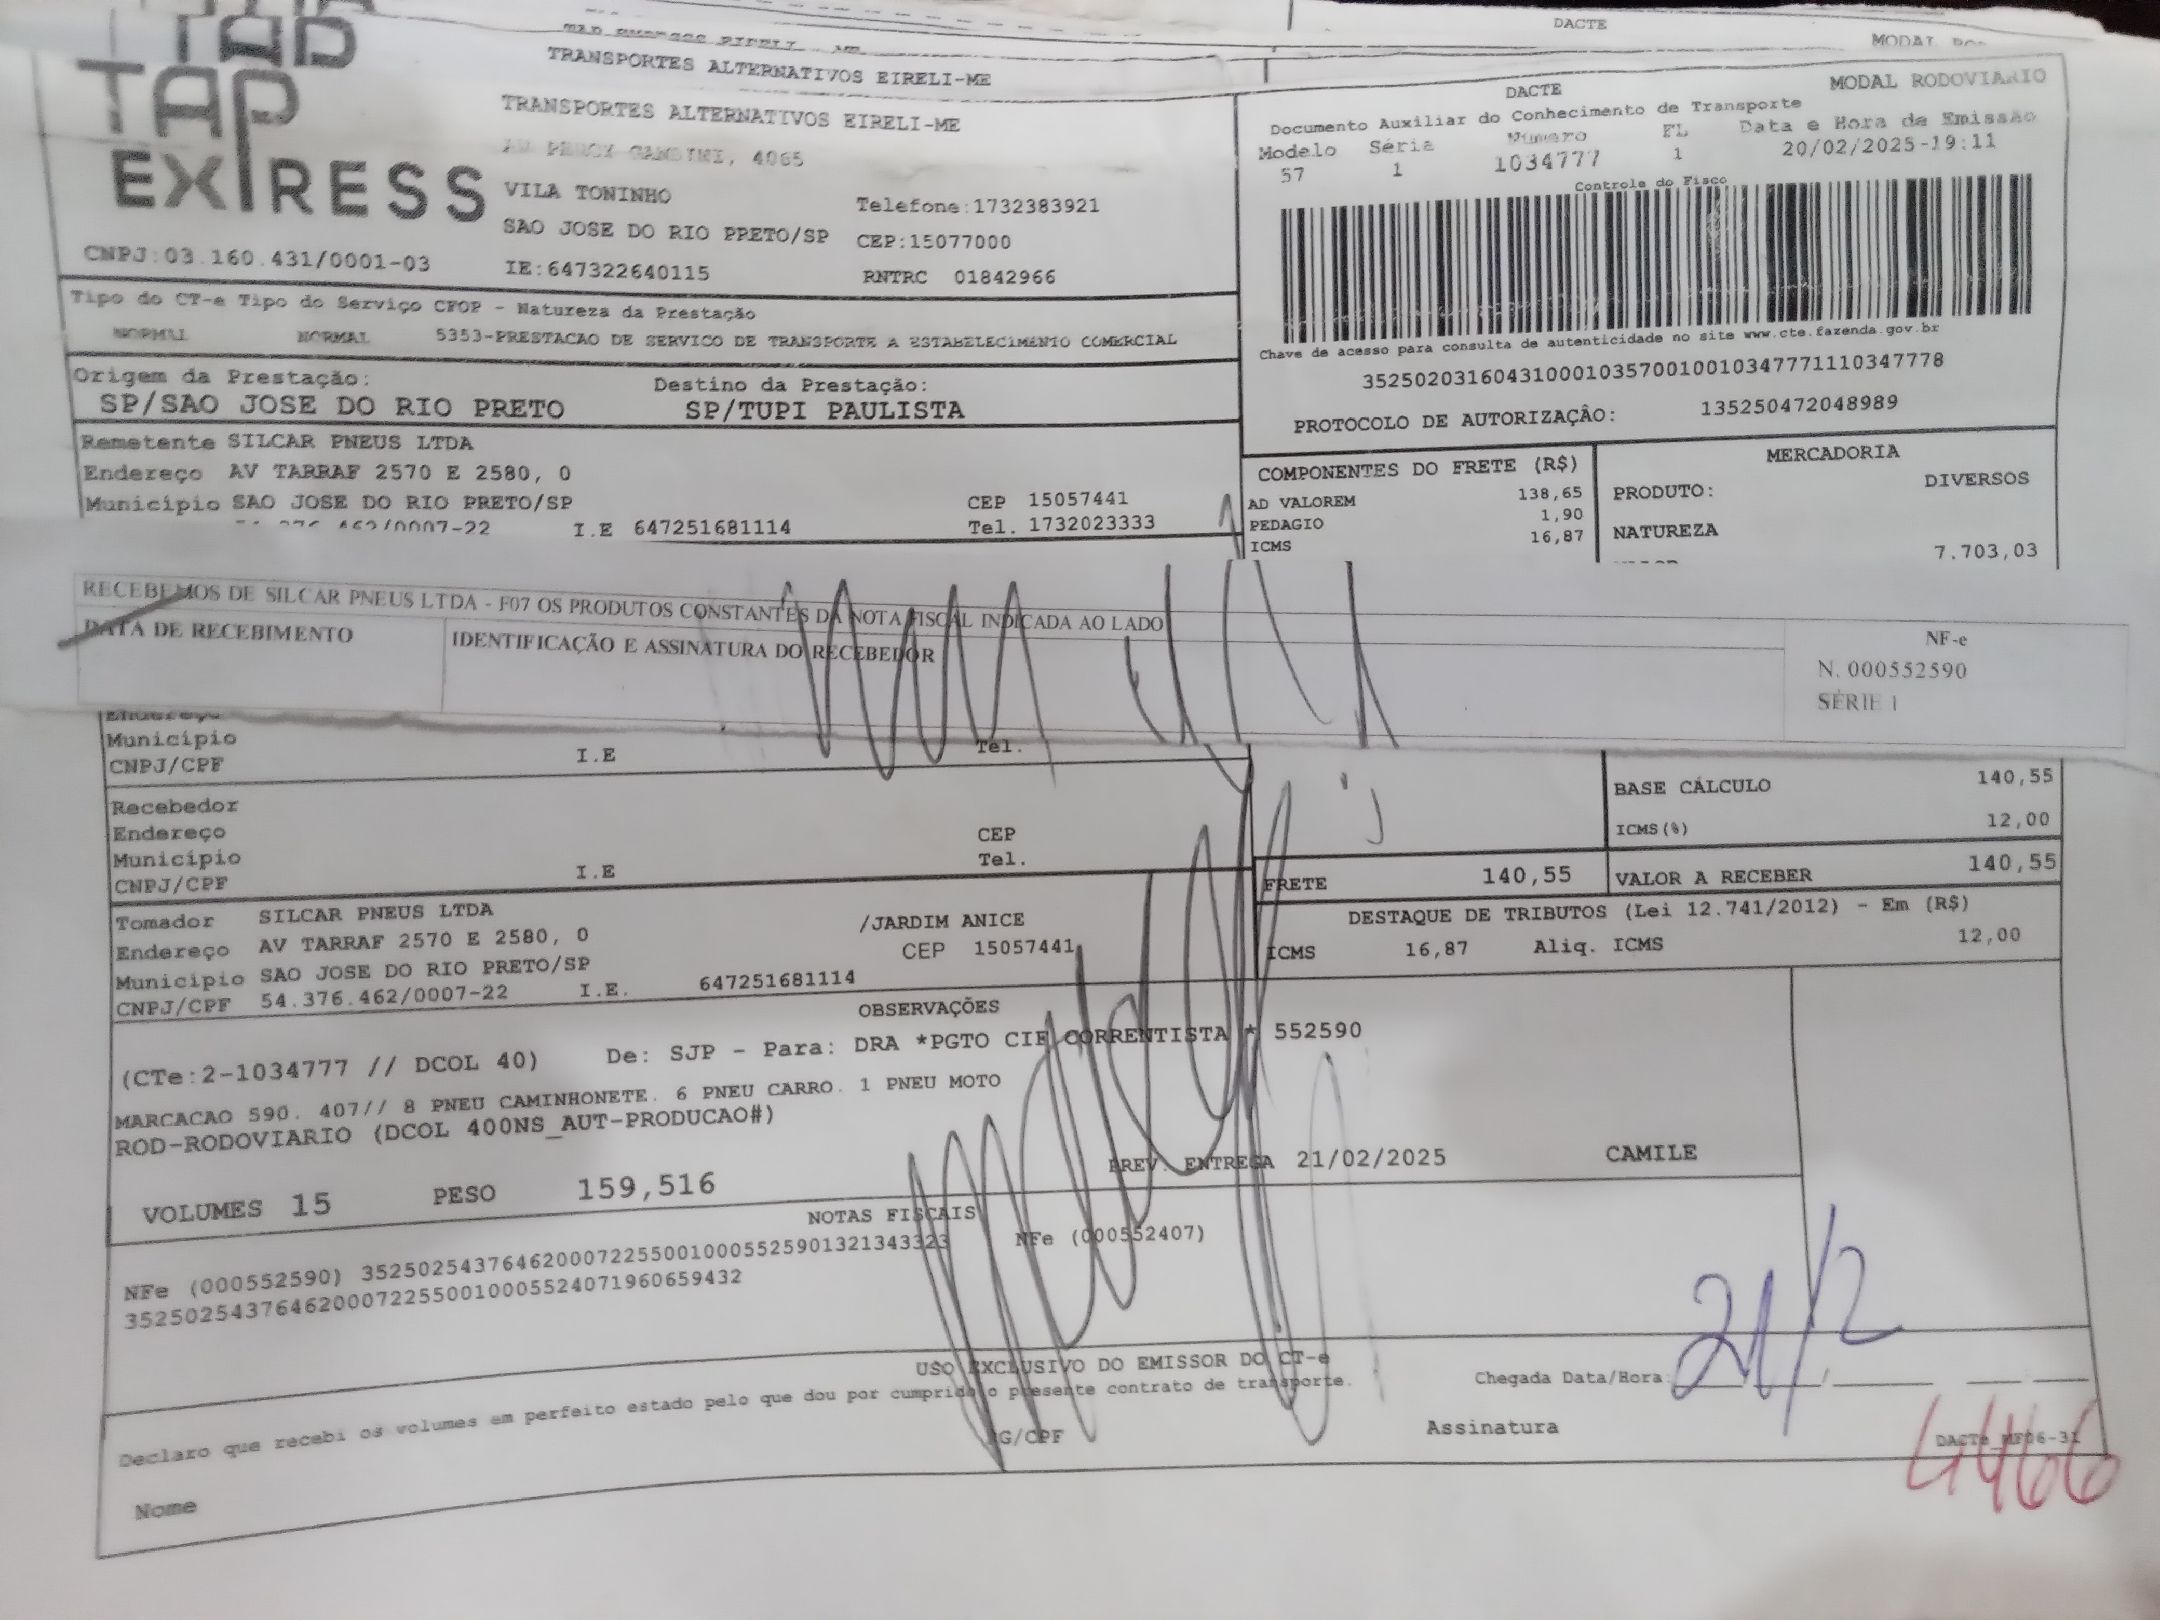 DACTE
TRANSPORTES ALTERNATIVOS EIRELI-ME
MODAL RODOVIARIO
TAP EXPRESS
TRANSPORTES ALTERNATIVOS EIRELI-ME
4065
VILA TONINHO
Telefone:1732383921
SAO JOSE DO RIO PRETO/SP CEP:15077000
CNPJ:03.160.431/0001-03
IE:647322640115
RNTRC 01842966
DACTE
Documento Auxiliar do Conhecimento de Transporte
Modelo Séria Número FL Data e Hora da Emissão
57 1 1034777 1 20/02/2025-19:11
Controle do Fisco
Chave de acesso para consulta de autenticidade no site www.cte.fazenda.gov.br
35250203160431000103570010010347771110347778
PROTOCOLO DE AUTORIZAÇÂO: 135250472048989
Tipo do CT-e Tipo do Serviço CFOP - Natureza da Prestação
NORMAL NORMAL 5353-PRESTACAO DE SERVICO DE TRANSPORTE A ESTABELECIMENTO COMERCIAL
Origem da Prestação: Destino da Prestação:
SP/SAO JOSE DO RIO PRETO SP/TUPI PAULISTA
Remetente SILCAR PNEUS LTDA
Endereço AV TARRAF 2570 E 2580, 0
Município SAO JOSE DO RIO PRETO/SP CEP 15057441
I.E 647251681114 Tel. 1732023333
COMPONENTES DO FRETE (R$)
AD VALOREM 138,65
PEDAGIO 1,90
ICMS 16,87
MERCADORIA
PRODUTO: DIVERSOS
NATUREZA
7.703,03
RECEBEMOS DE SILCAR PNEUS LTDA - F07 OS PRODUTOS CONSTANTES DA NOTA FISCAL INDICADA AO LADO
DATA DE RECEBIMENTO
IDENTIFICAÇÃO E ASSINATURA DO RECEBEDOR
NF-e
N. 000552590
SÉRIE 1
Endereço
Município Tel.
CNPJ/CPF I.E
Recebedor
Endereço CEP
Município Tel.
CNPJ/CPF I.E
BASE CÁLCULO 140,55
ICMS(%) 12,00
FRETE 140,55 VALOR A RECEBER 140,55
Tomador SILCAR PNEUS LTDA /JARDIM ANICE
Endereço AV TARRAF 2570 E 2580, 0 CEP 15057441
Município SAO JOSE DO RIO PRETO/SP
CNPJ/CPF 54.376.462/0007-22 I.E. 647251681114
DESTAQUE DE TRIBUTOS (Lei 12.741/2012) - Em (R$)
ICMS 16,87 Aliq. ICMS 12,00
OBSERVAÇÕES
(CTe:2-1034777 // DCOL 40) De: SJP - Para: DRA *PGTO CIF CORRENTISTA * 552590
MARCACAO 590. 407// 8 PNEU CAMINHONETE. 6 PNEU CARRO. 1 PNEU MOTO
ROD-RODOVIARIO (DCOL 400NS_AUT-PRODUCAO#)
VOLUMES 15 PESO 159,516 PREV. ENTREGA 21/02/2025 CAMILE
NOTAS FISCAIS
NFe (000552590) 35250254376462000722550010005525901321343323 NFe (000552407)
35250254376462000722550010005524071960659432
USO EXCLUSIVO DO EMISSOR DO CT-e
Declaro que recebi os volumes em perfeito estado pelo que dou por cumprido o presente contrato de transporte.
Chegada Data/Hora: 21/2
Nome RG/CPF Assinatura
4466